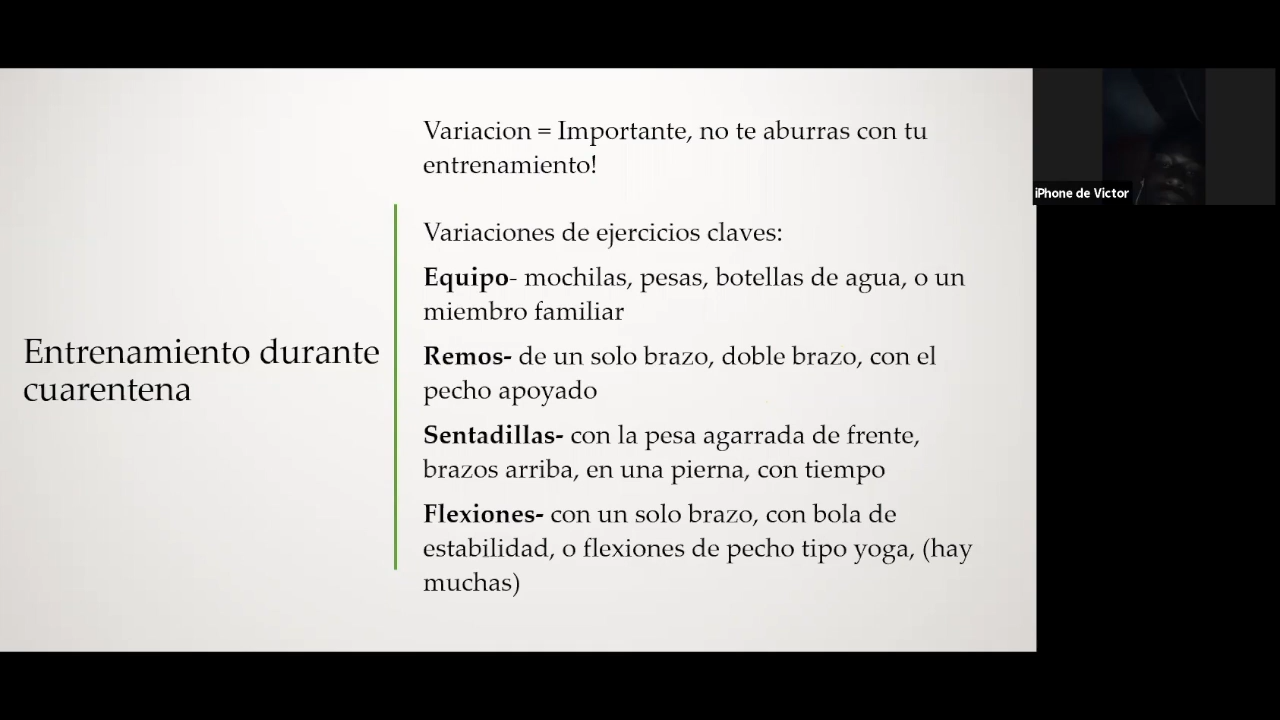 Entrenamiento durante
cuarentena
Variacion = Importante, no te aburras con tu
entrenamiento!
Variaciones de ejercicios claves:
Equipo- mochilas, pesas, botellas de agua, o un
miembro familiar
Remos- de un solo brazo, doble brazo, con el
pecho apoyado
Sentadillas- con la pesa agarrada de frente,
brazos arriba, en una pierna, con tiempo
Flexiones- con un solo brazo, con bola de
estabilidad, o flexiones de pecho tipo yoga, (hay
muchas)
iPhone de Victor